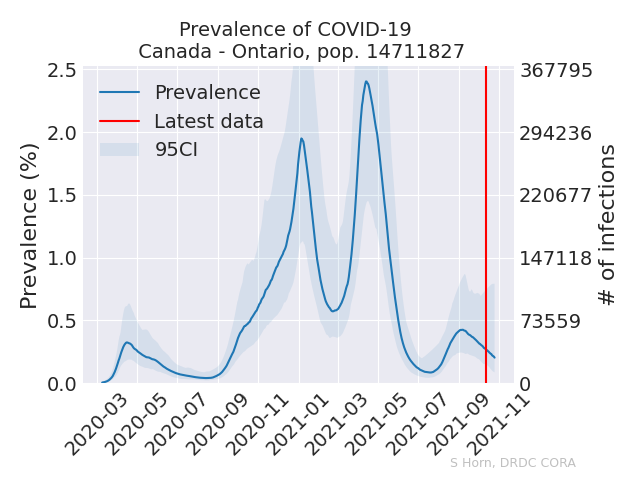 Prevalence of COVID-19
Canada - Ontario, pop. 14711827
Prevalence
Latest data
95CI
Prevalence (%)
2.5
2.0
1.5
1.0
0.5
0.0
367795
294236
220677
147118
73559
0
# of infections
2020-03
2020-05
2020-07
2020-09
2020-11
2021-01
2021-03
2021-05
2021-07
2021-09
2021-11
S Horn, DRDC CORA